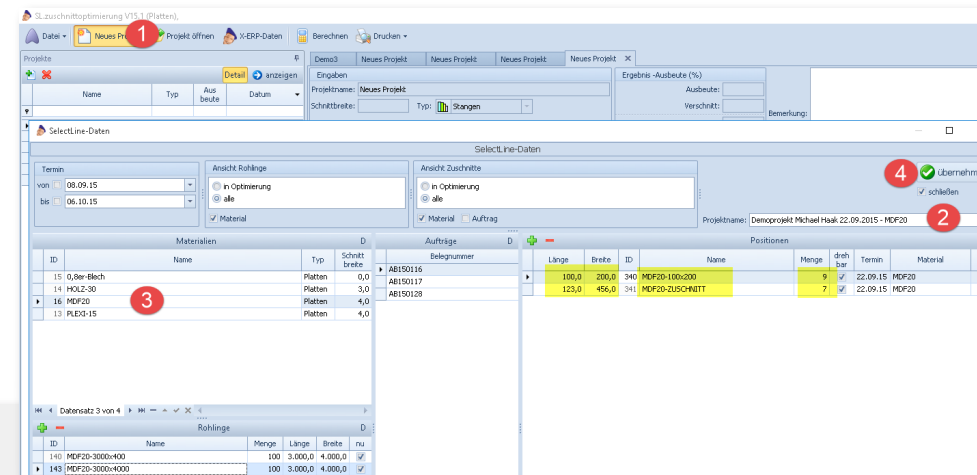 SL.zuschnittoptimierung V15.1 (Platten),
Datei Neues Pro 1 Projekt öffnen X-ERP-Daten Berechnen Drucken
Projekte
Detail anzeigen
Name Typ Aus beute Datum
Demo3 Neues Projekt Neues Projekt Neues Projekt Neues Projekt
Eingaben
Projektname: Neues Projekt
Schnittbreite: Typ: Stangen
Ergebnis -Ausbeute (%)
Ausbeute:
Verschnitt:
Bemerkung:
SelectLine-Daten
SelectLine-Daten
Termin
von 08.09.15
bis 06.10.15
Ansicht Rohlinge
in Optimierung
alle
Material
Ansicht Zuschnitte
in Optimierung
alle
Material Auftrag
4 übernehm
schließen
Projektname: Demoprojekt Michael Haak 22.09.2015 - MDF20 2
Materialien D
ID Name Typ Schnitt breite
15 0,8er-Blech Platten 0,0
14 HOLZ-30 Platten 3,0
16 MDF20 3 Platten 4,0
13 PLEXI-15 Platten 4,0
Datensatz 3 von 4
Aufträge D
Belegnummer
AB150116
AB150117
AB150128
Positionen
Länge Breite ID Name Menge dreh bar Termin Material
100,0 200,0 340 MDF20-100x200 9 22.09.15 MDF20
123,0 456,0 341 MDF20-ZUSCHNITT 7 22.09.15 MDF20
Rohlinge D
ID Name Menge Länge Breite nu
140 MDF20-3000x400 100 3.000,0 4.000,0
143 MDF20-3000x4000 100 3.000,0 4.000,0